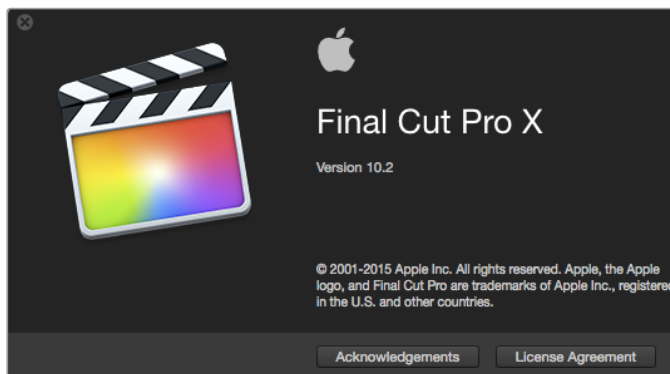 Final Cut Pro X
Version 10.2
© 2001-2015 Apple Inc. All rights reserved. Apple, the Apple
logo, and Final Cut Pro are trademarks of Apple Inc., registered
in the U.S. and other countries.
Acknowledgements
License Agreement